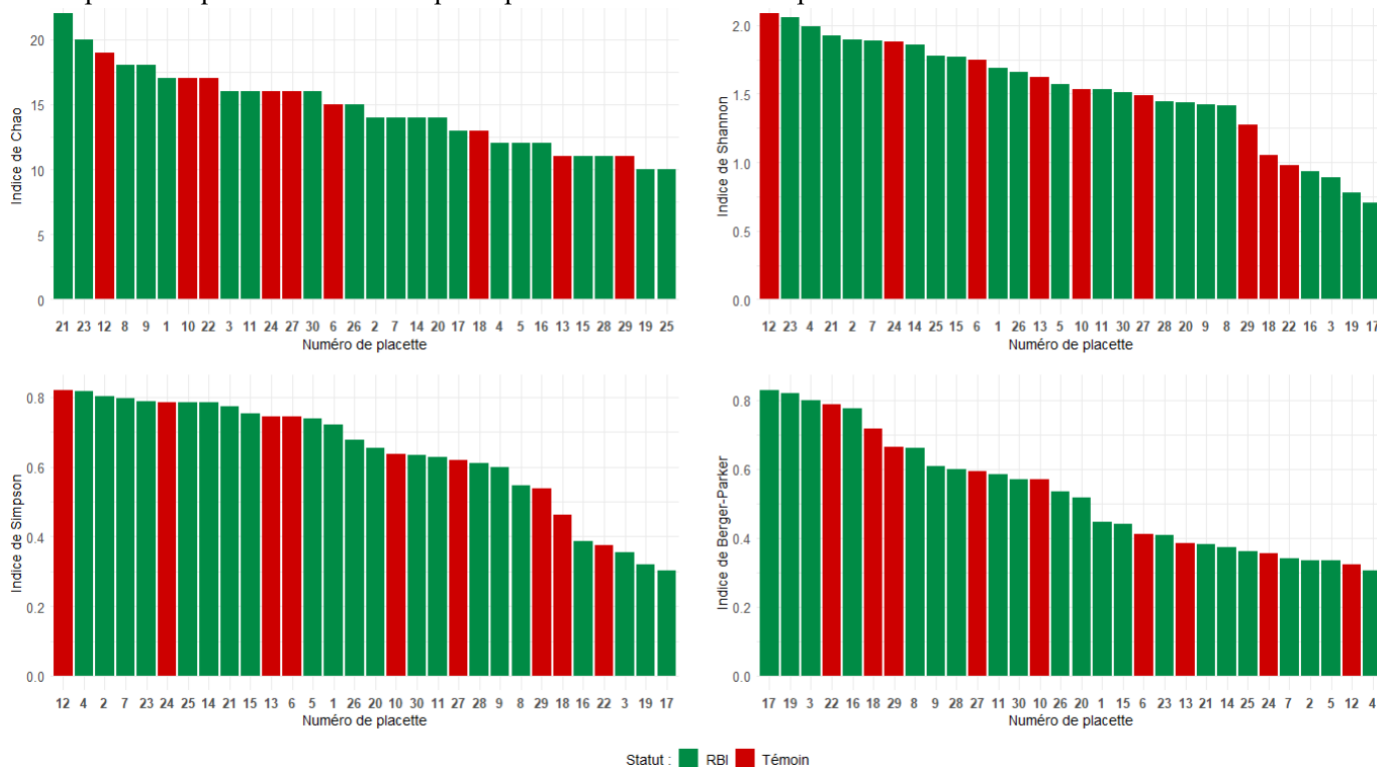 20
15
10
5
0
Indice de Chao
21 23 12 8 9 1 10 22 3 11 24 27 30 6 26 2 7 14 20 17 18 4 5 16 13 15 28 29 19 25
Numéro de placette
2.0
1.5
1.0
0.5
0.0
Indice de Shannon
12 23 4 21 2 7 24 14 25 15 6 1 26 13 5 10 11 30 27 28 20 9 8 29 18 22 16 3 19 17
Numéro de placette
0.8
0.6
0.4
0.2
0.0
Indice de Simpson
12 4 2 7 23 24 25 14 21 15 13 6 5 1 26 20 10 30 11 27 28 9 8 29 18 16 22 3 19 17
Numéro de placette
0.8
0.6
0.4
0.2
0.0
Indice de Berger-Parker
17 19 3 22 16 18 29 8 9 28 27 11 30 10 26 20 1 15 6 23 13 21 14 25 24 7 2 5 12 4
Numéro de placette
Statut : RBI Témoin